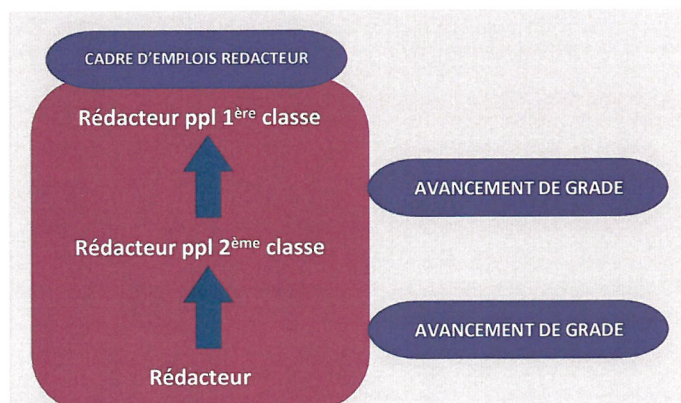 CADRE D'EMPLOIS REDACTEUR
Rédacteur ppl 1ère classe
AVANCEMENT DE GRADE
Rédacteur ppl 2ème classe
AVANCEMENT DE GRADE
Rédacteur